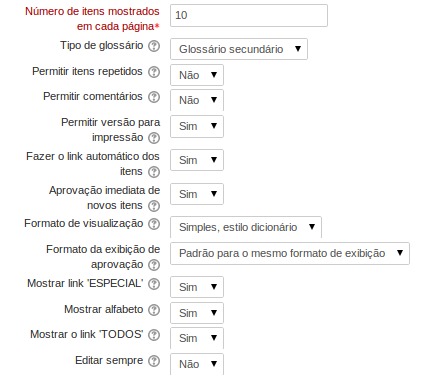 Número de itens mostrados
em cada página* 10
Tipo de glossário Glossário secundário
Permitir itens repetidos Não
Permitir comentários Não
Permitir versão para
impressão Sim
Fazer o link automático dos
itens Sim
Aprovação imediata de
novos itens Sim
Formato de visualização Simples, estilo dicionário
Formato da exibição de
aprovação Padrão para o mesmo formato de exibição
Mostrar link 'ESPECIAL' Sim
Mostrar alfabeto Sim
Mostrar o link 'TODOS' Sim
Editar sempre Não